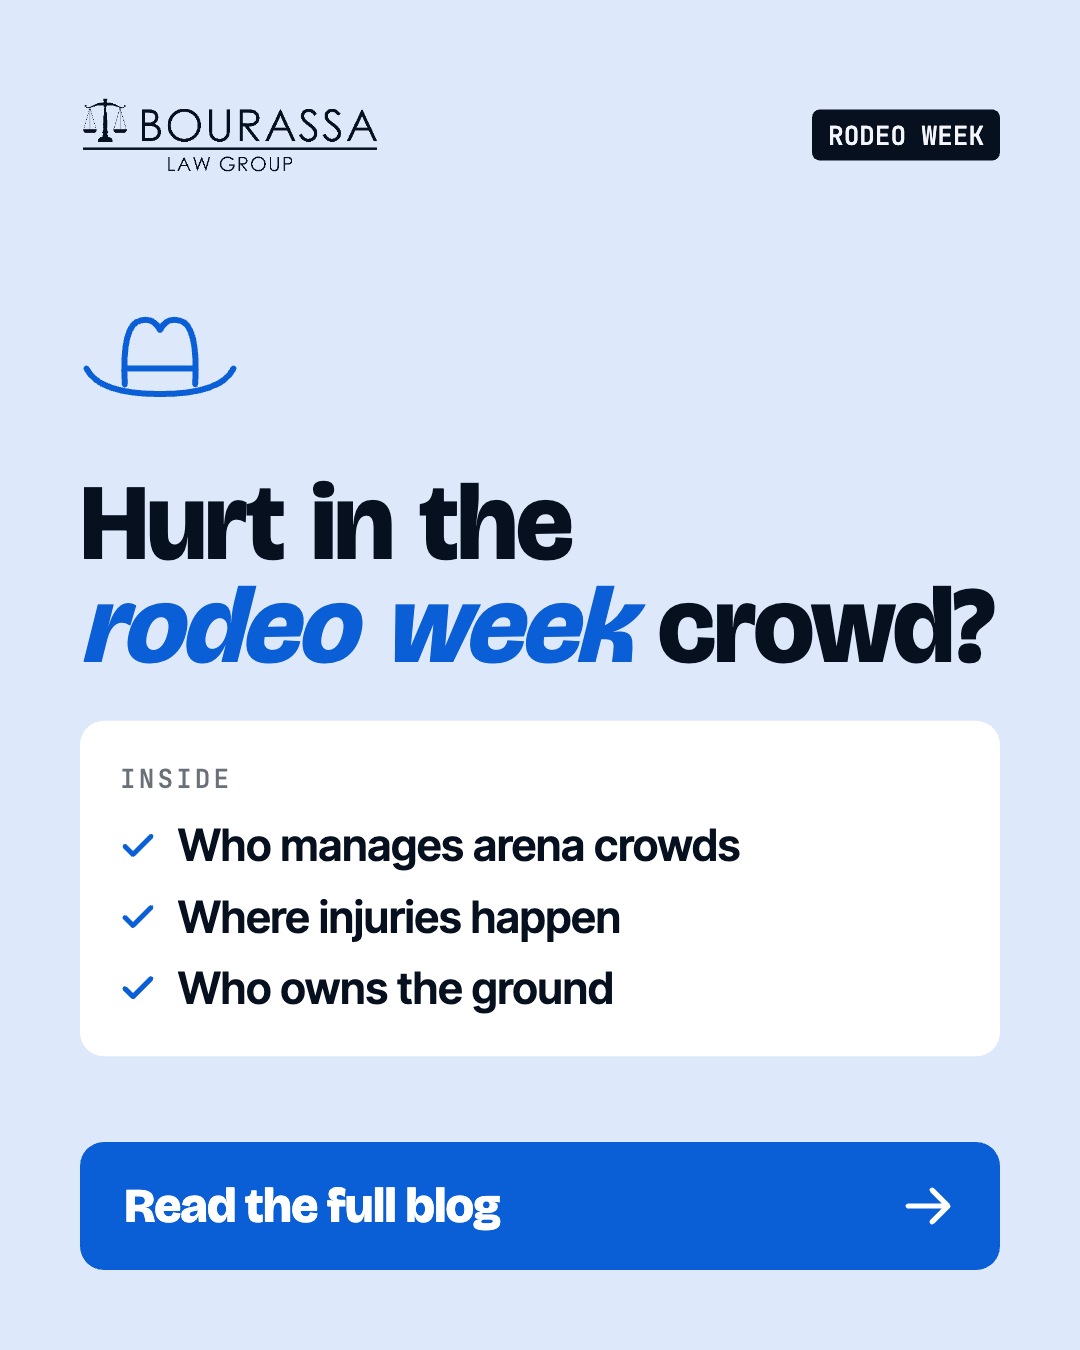 BOURASSA
LAW GROUP
RODEO WEEK
Hurt in the
rodeo week crowd?
INSIDE
Who manages arena crowds
Where injuries happen
Who owns the ground
Read the full blog